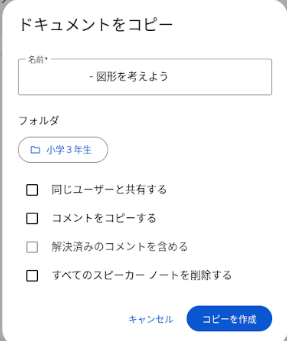 ドキュメントをコピー
名前*
- 図形を考えよう
フォルダ
小学３年生
同じユーザーと共有する
コメントをコピーする
解決済みのコメントを含める
すべてのスピーカー ノートを削除する
キャンセル
コピーを作成